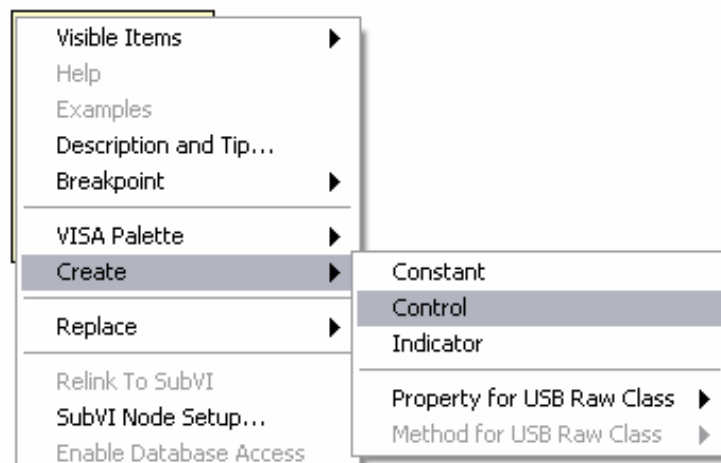 Visible Items
Help
Examples
Description and Tip...
Breakpoint
VISA Palette
Create
Replace
Relink To SubVI
SubVI Node Setup...
Enable Database Access
Constant
Control
Indicator
Property for USB Raw Class
Method for USB Raw Class